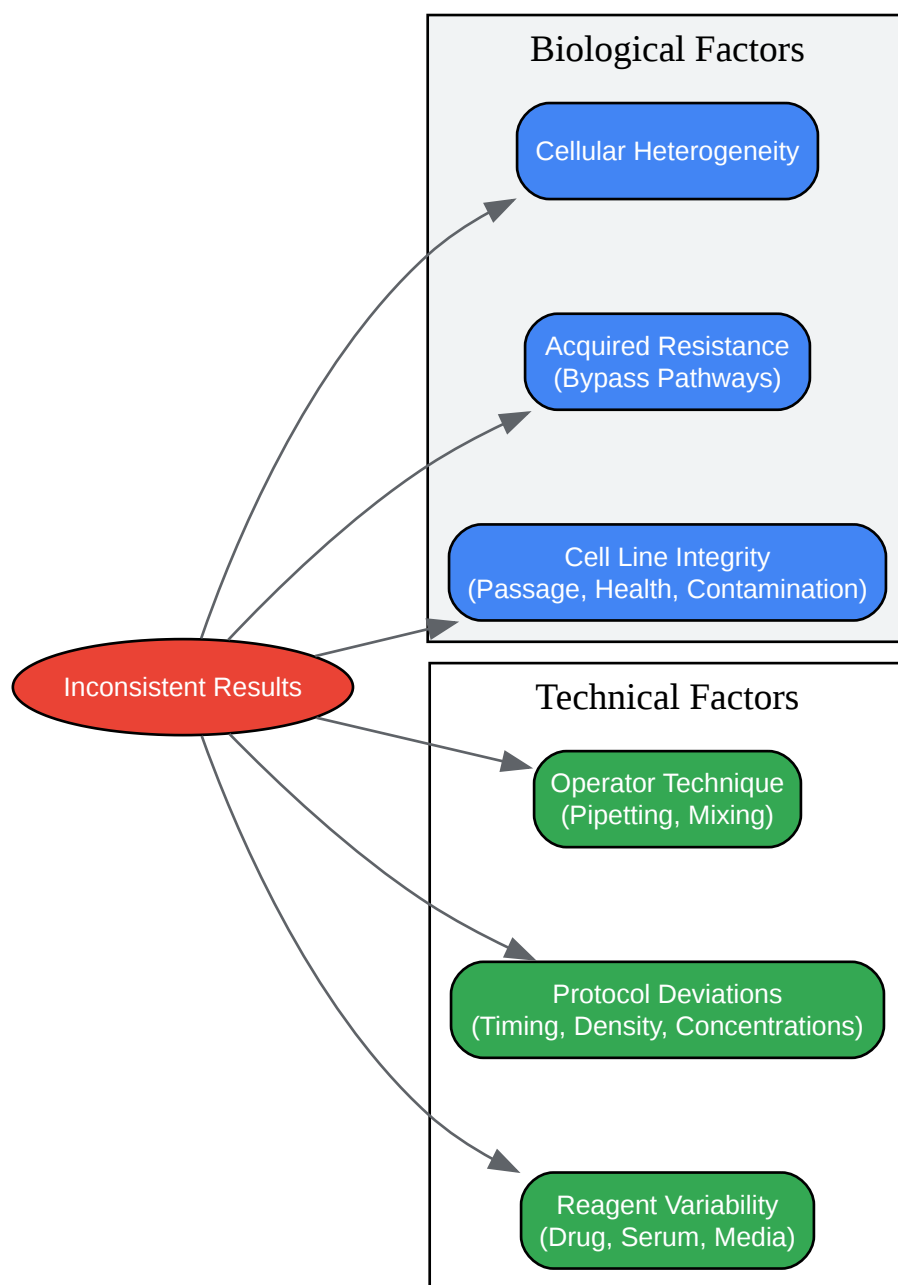 Biological Factors
Cellular Heterogeneity
Acquired Resistance
(Bypass Pathways)
Cell Line Integrity
(Passage, Health, Contamination)
Inconsistent Results
Technical Factors
Operator Technique
(Pipetting, Mixing)
Protocol Deviations
(Timing, Density, Concentrations)
Reagent Variability
(Drug, Serum, Media)